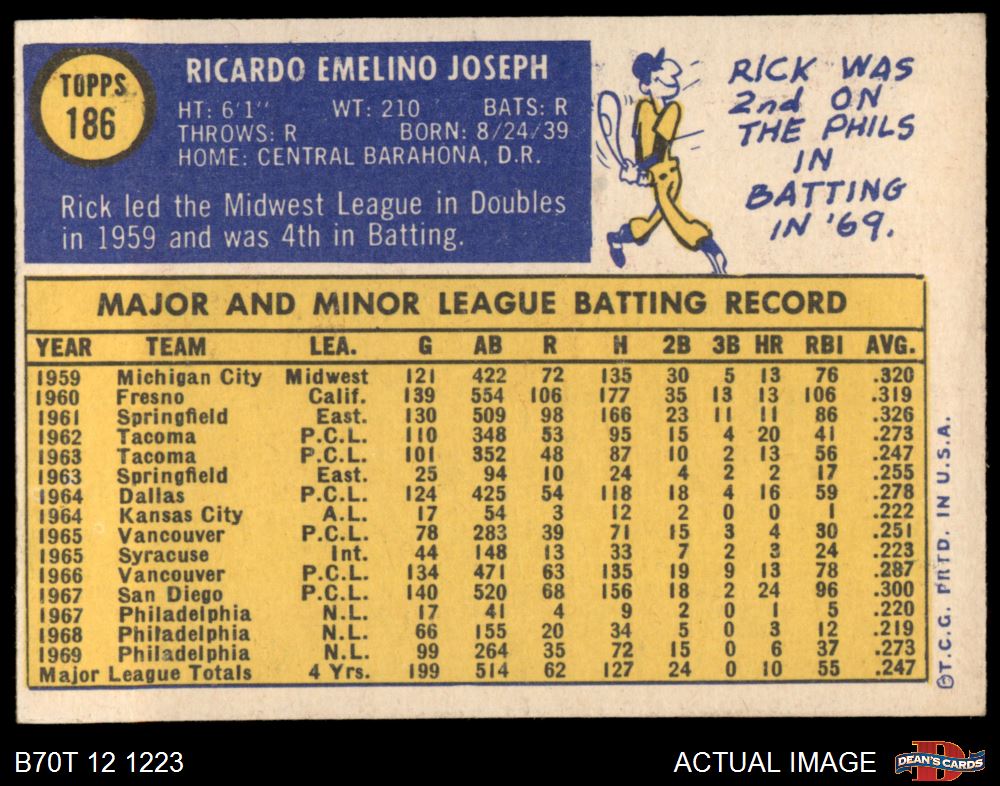 TOPPS
186
RICARDO EMELINO JOSEPH
HT: 6'1" WT: 210 BATS: R
THROWS: R BORN: 8/24/39
HOME: CENTRAL BARAHONA, D.R.
Rick led the Midwest League in Doubles
in 1959 and was 4th in Batting.
RICK WAS
2nd ON
THE PHILS
IN
BATTING
IN '69.
MAJOR AND MINOR LEAGUE BATTING RECORD
YEAR TEAM LEA. G AB R H 2B 3B HR RBI AVG.
1959 Michigan City Midwest 121 422 72 135 30 5 13 76 .320
1960 Fresno Calif. 139 554 106 177 35 13 13 106 .319
1961 Springfield East. 130 509 98 166 23 11 11 86 .326
1962 Tacoma P.C.L. 110 348 53 95 15 4 20 41 .273
1963 Tacoma P.C.L. 101 352 48 87 10 2 13 56 .247
1963 Springfield East. 25 94 10 24 4 2 2 17 .255
1964 Dallas P.C.L. 124 425 54 118 18 4 16 59 .278
1964 Kansas City A.L. 17 54 3 12 2 0 0 1 .222
1965 Vancouver P.C.L. 78 283 39 71 15 3 4 30 .251
1965 Syracuse Int. 44 148 13 33 7 2 3 24 .223
1966 Vancouver P.C.L. 134 471 63 135 19 9 13 78 .287
1967 San Diego P.C.L. 140 520 68 156 18 2 24 96 .300
1967 Philadelphia N.L. 17 41 4 9 2 0 1 5 .220
1968 Philadelphia N.L. 66 155 20 34 5 0 3 12 .219
1969 Philadelphia N.L. 99 264 35 72 15 0 6 37 .273
Major League Totals 4 Yrs. 199 514 62 127 24 0 10 55 .247
©T.C.G. PRTD. IN U.S.A.
B70T 12 1223
ACTUAL IMAGE
DEAN'S CARDS